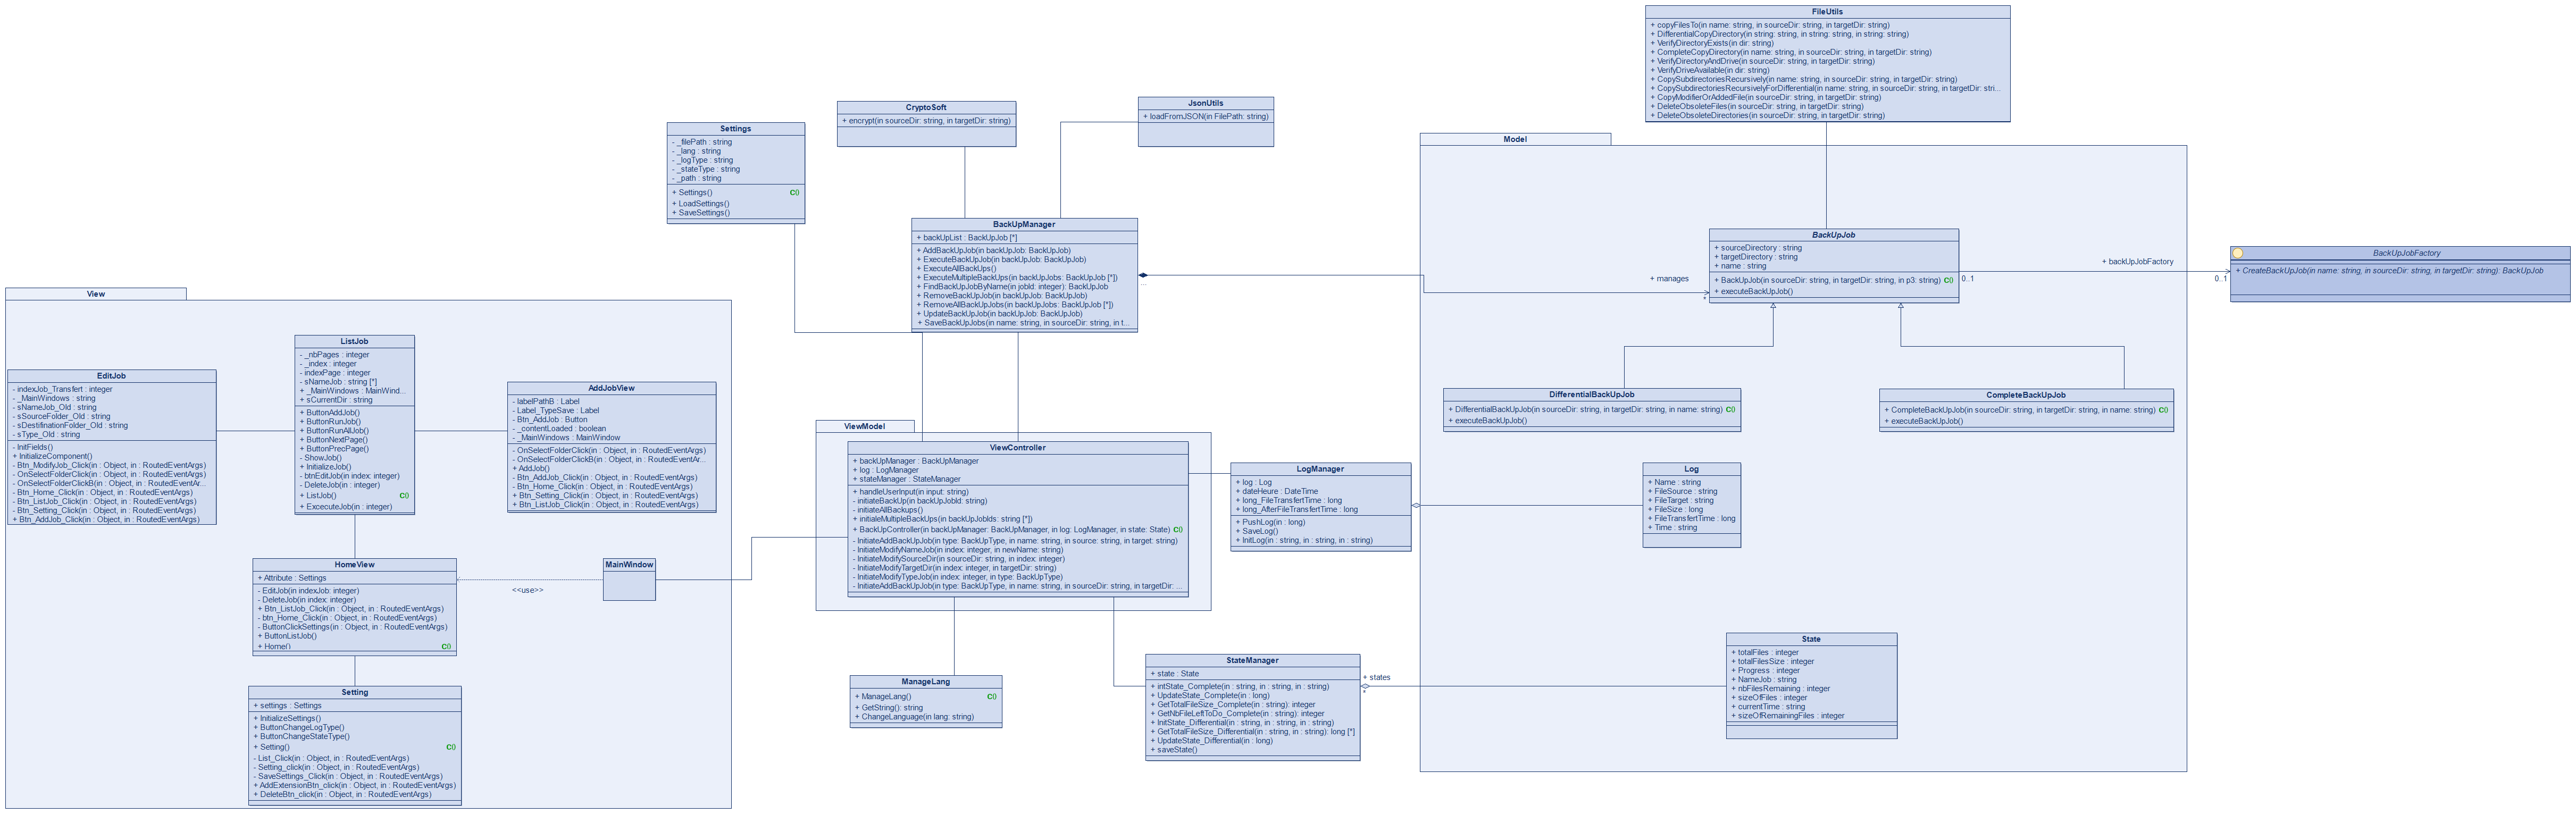 FileUtils
+ copyFilesTo(in name: string, in sourceDir: string, in targetDir: string)
+ DifferentialCopyDirectory(in string: string, in string: string, in string: string)
+ VerifyDirectoryExists(in dir: string)
+ CompleteCopyDirectory(in name: string, in sourceDir: string, in targetDir: string)
+ VerifyDirectoryAndDrive(in sourceDir: string, in targetDir: string)
+ VerifyDriveAvailable(in dir: string)
+ CopySubdirectoriesRecursively(in name: string, in sourceDir: string, in targetDir: string)
+ CopySubdirectoriesRecursivelyForDifferential(in name: string, in sourceDir: string, in targetDir: stri...
+ CopyModifierOrAddedFile(in sourceDir: string, in targetDir: string)
+ DeleteObsoleteFiles(in sourceDir: string, in targetDir: string)
+ DeleteObsoleteDirectories(in sourceDir: string, in targetDir: string)
CryptoSoft
+ encrypt(in sourceDir: string, in targetDir: string)
JsonUtils
+ loadFromJSON(in FilePath: string)
Settings
- _filePath : string
- _lang : string
- _logType : string
- _stateType : string
- _path : string
+ Settings() C()
+ LoadSettings()
+ SaveSettings()
BackUpManager
+ backUpList : BackUpJob [*]
+ AddBackUpJob(in backUpJob: BackUpJob)
+ ExecuteBackUpJob(in backUpJob: BackUpJob)
+ ExecuteAllBackUps()
+ ExecuteMultipleBackUps(in backUpJobs: BackUpJob [*])
+ FindBackUpJobByName(in jobId: integer): BackUpJob
+ RemoveBackUpJob(in backUpJob: BackUpJob)
+ RemoveAllBackUpJobs(in backUpJobs: BackUpJob [*])
+ UpdateBackUpJob(in backUpJob: BackUpJob)
+ SaveBackUpJobs(in name: string, in sourceDir: string, in t...
...
+ manages
*
Model
BackUpJob
+ sourceDirectory : string
+ targetDirectory : string
+ name : string
+ BackUpJob(in sourceDir: string, in targetDir: string, in p3: string) C()
+ executeBackUpJob()
0..1
+ backUpJobFactory
0..1
BackUpJobFactory
+ CreateBackUpJob(in name: string, in sourceDir: string, in targetDir: string): BackUpJob
DifferentialBackUpJob
+ DifferentialBackUpJob(in sourceDir: string, in targetDir: string, in name: string) C()
+ executeBackUpJob()
CompleteBackUpJob
+ CompleteBackUpJob(in sourceDir: string, in targetDir: string, in name: string) C()
+ executeBackUpJob()
View
EditJob
- indexJob_Transfert : integer
- _MainWindows : string
- sNameJob_Old : string
- sSourceFolder_Old : string
- sDestifinationFolder_Old : string
- sType_Old : string
- InitFields()
+ InitializeComponent()
- Btn_ModifyJob_Click(in : Object, in : RoutedEventArgs)
- OnSelectFolderClick(in : Object, in : RoutedEventArgs)
- OnSelectFolderClickB(in : Object, in : RoutedEventAr...
- Btn_Home_Click(in : Object, in : RoutedEventArgs)
- Btn_ListJob_Click(in : Object, in : RoutedEventArgs)
- Btn_Setting_Click(in : Object, in : RoutedEventArgs)
+ Btn_AddJob_Click(in : Object, in : RoutedEventArgs)
ListJob
- _nbPages : integer
- _index : integer
- indexPage : integer
- sNameJob : string [*]
+ _MainWindows : MainWind...
+ sCurrentDir : string
+ ButtonAddJob()
+ ButtonRunJob()
+ ButtonRunAllJob()
+ ButtonNextPage()
+ ButtonPrecPage()
- ShowJob()
+ InitializeJob()
- btnEditJob(in index: integer)
- DeleteJob(in : integer)
+ ListJob() C()
+ ExcecuteJob(in : integer)
AddJobView
- labelPathB : Label
- Label_TypeSave : Label
- Btn_AddJob : Button
- _contentLoaded : boolean
- _MainWindows : MainWindow
- OnSelectFolderClick(in : Object, in : RoutedEventArgs)
- OnSelectFolderClickB(in : Object, in : RoutedEventAr...
+ AddJob()
- Btn_AddJob_Click(in : Object, in : RoutedEventArgs)
- Btn_Home_Click(in : Object, in : RoutedEventArgs)
+ Btn_Setting_Click(in : Object, in : RoutedEventArgs)
+ Btn_ListJob_Click(in : Object, in : RoutedEventArgs)
HomeView
+ Attribute : Settings
- EditJob(in indexJob: integer)
- DeleteJob(in index: integer)
+ Btn_ListJob_Click(in : Object, in : RoutedEventArgs)
- btn_Home_Click(in : Object, in : RoutedEventArgs)
- ButtonClickSettings(in : Object, in : RoutedEventArgs)
+ ButtonListJob()
+ Home() C()
<<use>>
MainWindow
Setting
+ settings : Settings
+ InitializeSettings()
+ ButtonChangeLogType()
+ ButtonChangeStateType()
+ Setting() C()
- List_Click(in : Object, in : RoutedEventArgs)
- Setting_click(in : Object, in : RoutedEventArgs)
- SaveSettings_Click(in : Object, in : RoutedEventArgs)
+ AddExtensionBtn_click(in : Object, in : RoutedEventArgs)
+ DeleteBtn_click(in : Object, in : RoutedEventArgs)
ViewModel
ViewController
+ backUpManager : BackUpManager
+ log : LogManager
+ stateManager : StateManager
+ handleUserInput(in input: string)
- initiateBackUp(in backUpJobId: string)
- initiateAllBackups()
+ initialeMultipleBackUps(in backUpJobIds: string [*])
+ BackUpController(in backUpManager: BackUpManager, in log: LogManager, in state: State) C()
- InitiateAddBackUpJob(in type: BackUpType, in name: string, in source: string, in target: string)
- InitiateModifyNameJob(in index: integer, in newName: string)
- InitiateModifySourceDir(in sourceDir: string, in index: integer)
- InitiateModifyTargetDir(in index: integer, in targetDir: string)
- InitiateModifyTypeJob(in index: integer, in type: BackUpType)
- InitiateAddBackUpJob(in type: BackUpType, in name: string, in sourceDir: string, in targetDir: ...
LogManager
+ log : Log
+ dateHeure : DateTime
+ long_FileTransfertTime : long
+ long_AfterFileTransfertTime : long
+ PushLog(in : long)
+ SaveLog()
+ InitLog(in : string, in : string, in : string)
Log
+ Name : string
+ FileSource : string
+ FileTarget : string
+ FileSize : long
+ FileTransfertTime : long
+ Time : string
ManageLang
+ ManageLang() C()
+ GetString(): string
+ ChangeLanguage(in lang: string)
StateManager
+ state : State
+ intState_Complete(in : string, in : string, in : string)
+ UpdateState_Complete(in : long)
+ GetTotalFileSize_Complete(in : string): integer
+ GetNbFileLeftToDo_Complete(in : string): integer
+ InitState_Differential(in : string, in : string, in : string)
+ GetTotalFileSize_Differential(in : string, in : string): long [*]
+ UpdateState_Differential(in : long)
+ saveState()
+ states
*
State
+ totalFiles : integer
+ totalFilesSize : integer
+ Progress : integer
+ NameJob : string
+ nbFilesRemaining : integer
+ sizeOfFiles : integer
+ currentTime : string
+ sizeOfRemainingFiles : integer